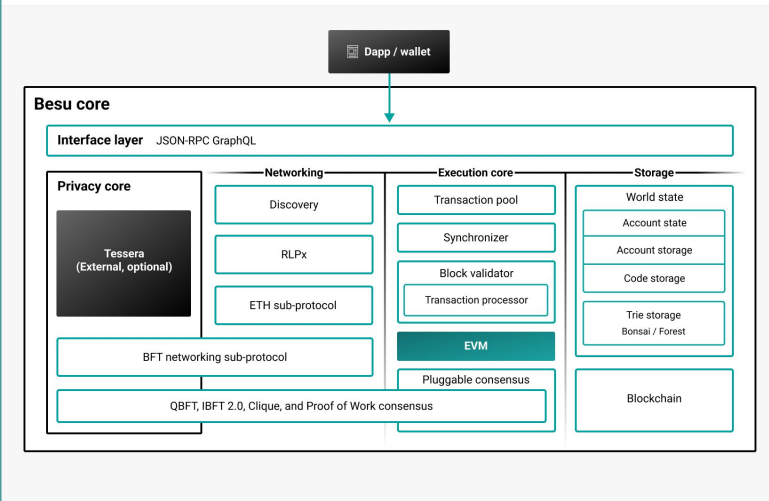 Dapp / wallet
Besu core
Interface layer JSON-RPC GraphQL
Privacy core
Tessera
(External, optional)
Networking
Discovery
RLPx
ETH sub-protocol
BFT networking sub-protocol
Execution core
Transaction pool
Synchronizer
Block validator
Transaction processor
EVM
Pluggable consensus
QBFT, IBFT 2.0, Clique, and Proof of Work consensus
Storage
World state
Account state
Account storage
Code storage
Trie storage
Bonsai / Forest
Blockchain